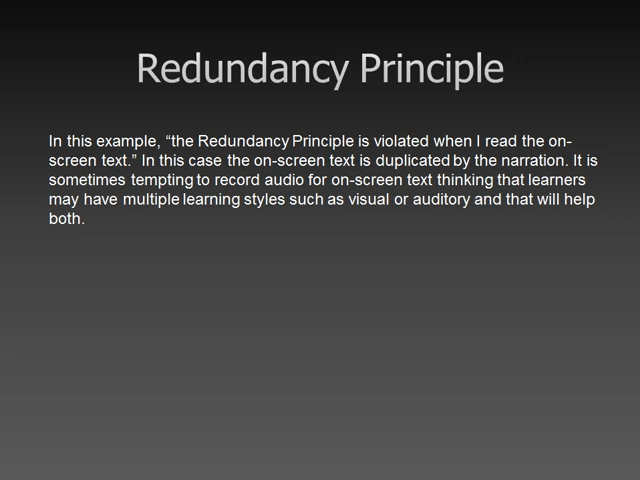 Redundancy Principle
In this example, “the Redundancy Principle is violated when I read the on-
screen text.” In this case the on-screen text is duplicated by the narration. It is
sometimes tempting to record audio for on-screen text thinking that learners
may have multiple learning styles such as visual or auditory and that will help
both.